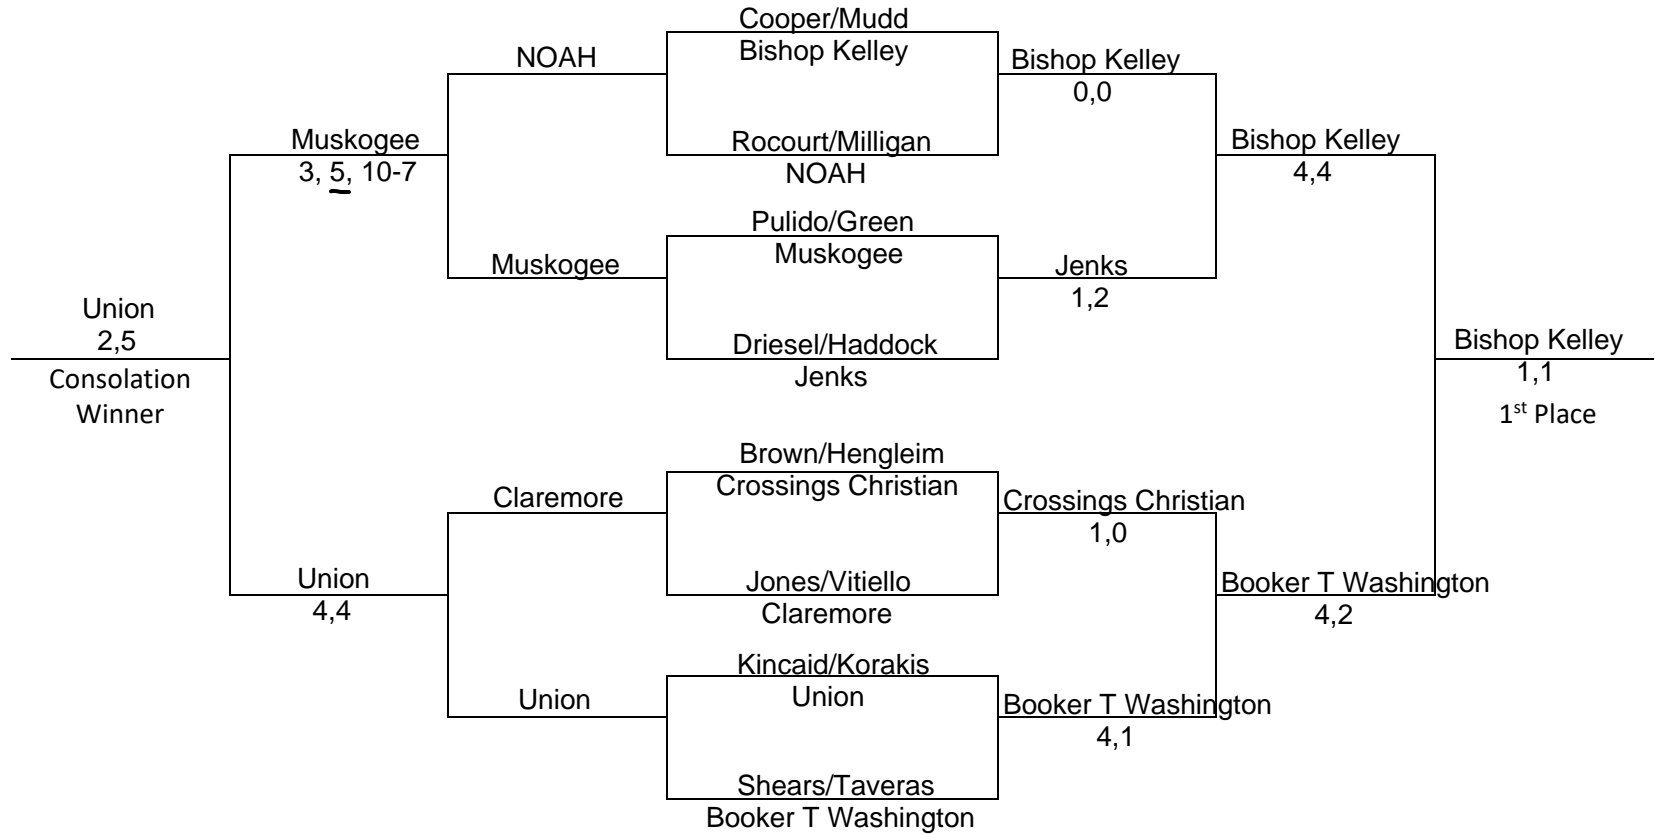 Cooper/Mudd
Bishop Kelley
NOAH
Bishop Kelley
0,0
Muskogee
3, 5, 10-7
Rocourt/Milligan
NOAH
Bishop Kelley
4,4
Pulido/Green
Muskogee
Muskogee
Jenks
1,2
Union
2,5
Consolation
Winner
Driesel/Haddock
Jenks
Bishop Kelley
1,1
1st Place
Brown/Hengleim
Crossings Christian
Claremore
Crossings Christian
1,0
Union
4,4
Jones/Vitiello
Claremore
Booker T Washington
4,2
Kincaid/Korakis
Union
Union
Booker T Washington
4,1
Shears/Taveras
Booker T Washington